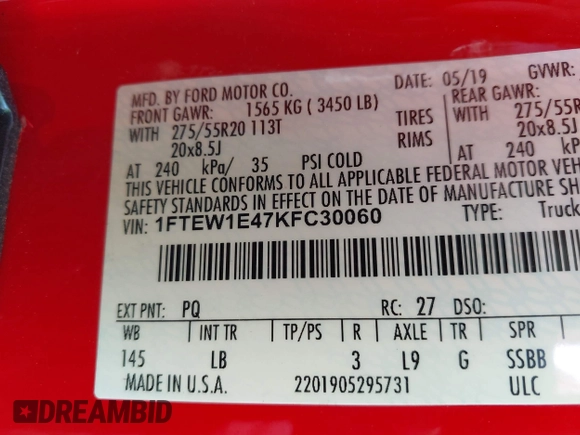 MFD. BY FORD MOTOR CO.
DATE: 05/19 GVWR:
FRONT GAWR: 1565 KG ( 3450 LB)
REAR GAWR:
WITH 275/55R20 113T TIRES 275/55R
20x8.5J RIMS 20x8.5J
AT 240 kPa/ 35 PSI COLD AT 240 kP
THIS VEHICLE CONFORMS TO ALL APPLICABLE FEDERAL MOTOR VEHICLE
SAFETY STANDARDS IN EFFECT ON THE DATE OF MANUFACTURE SH
VIN: 1FTEW1E47KFC30060 TYPE: Truck
EXT PNT: PQ RC: 27 DSO:
WB INT TR TP/PS R AXLE TR SPR
145 LB 3 L9 G SSBB
MADE IN U.S.A. 2201905295731 ULC
DREAMBID